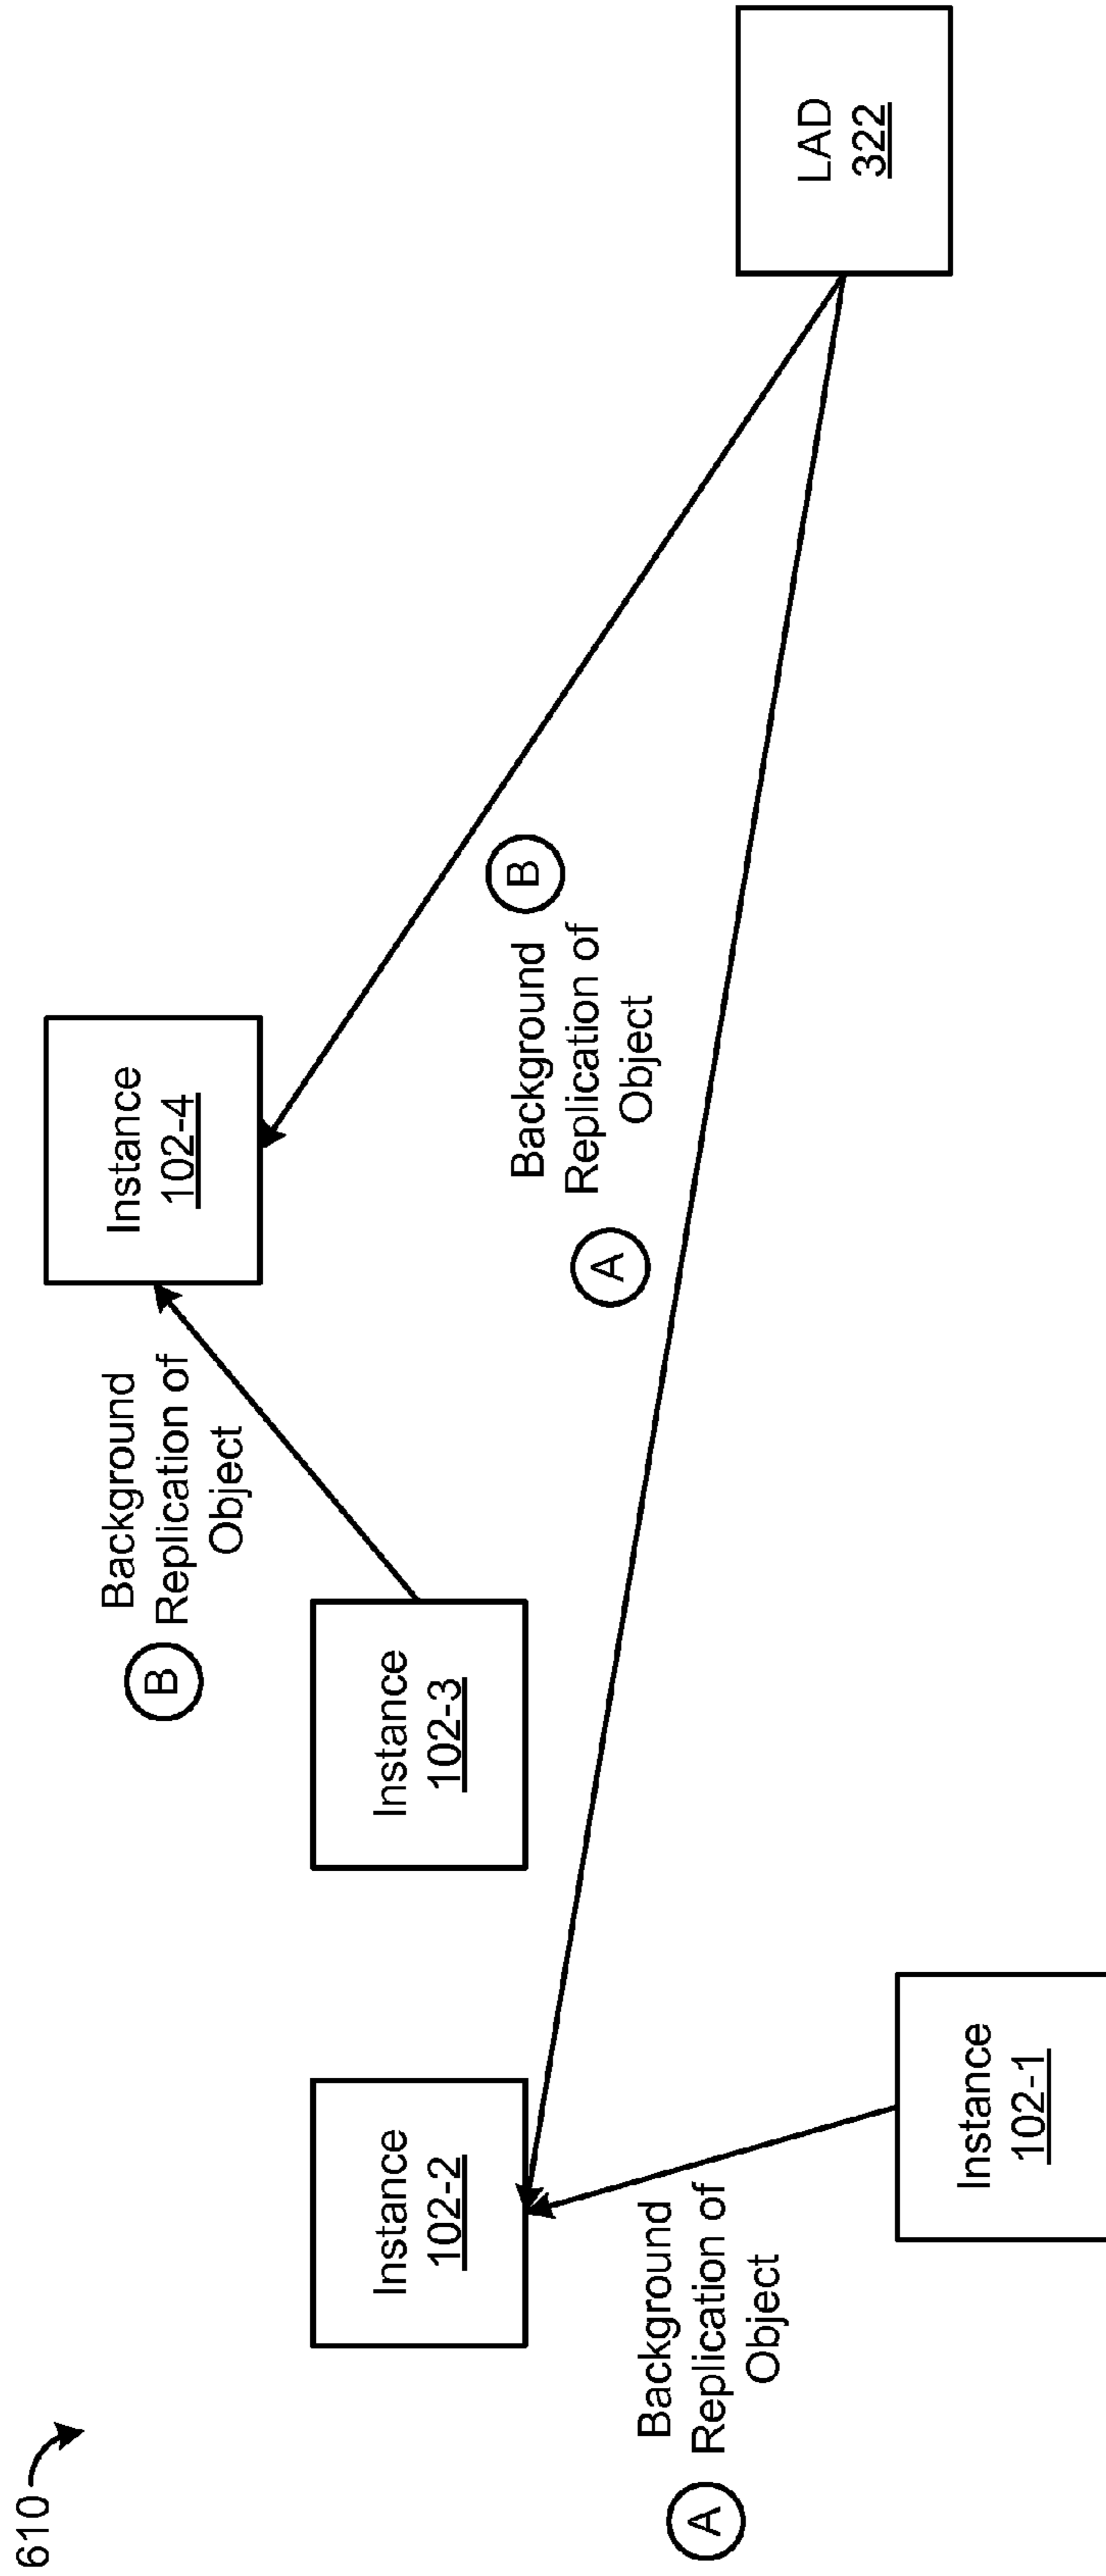 610
Instance
102-4
Background
Replication of
Object
B
Instance
102-2
Instance
102-3
Background
Replication of
Object
B
A
Background
Replication of
Object
A
LAD
322
Instance
102-1